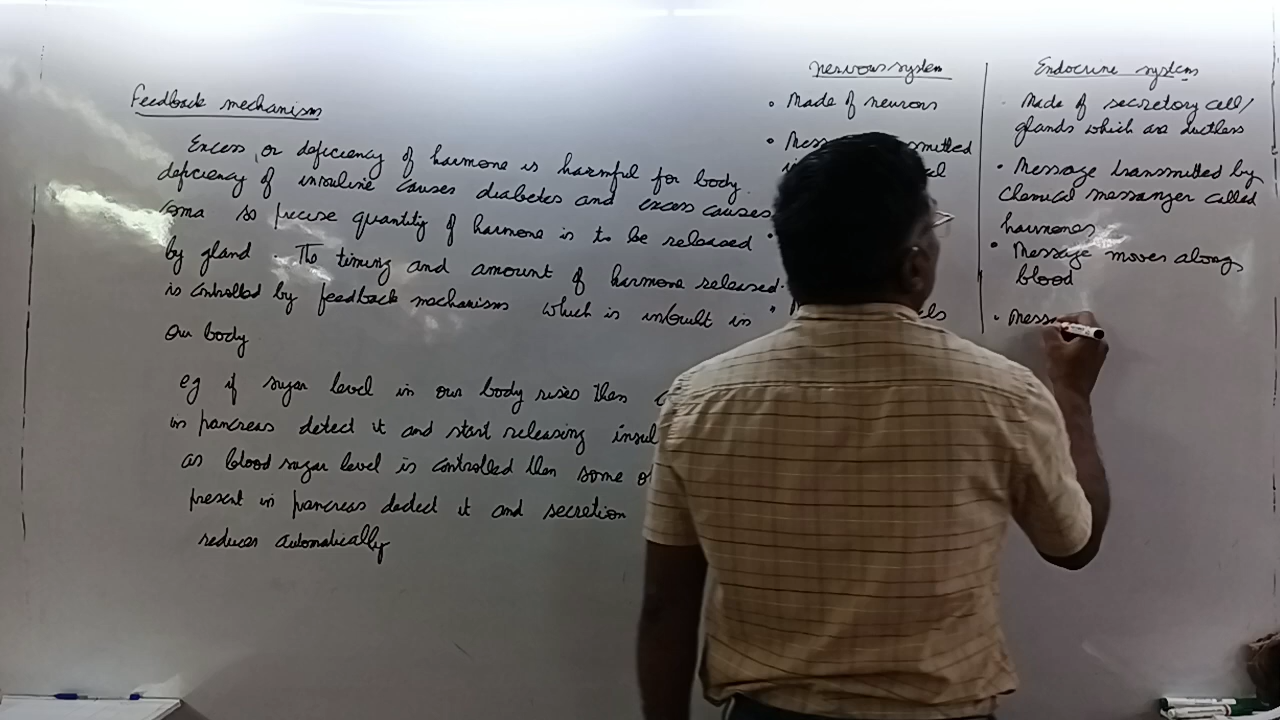 Feedback mechanism
Excess, or deficiency of harmone is harmful for body.
deficiency of insuline causes diabetes and excess causes
coma so precise quantity of harmone is to be released
by gland. The timing and amount of harmone released.
is controlled by feedback mechanism which is inbuilt in
our body
eg if sugar level in our body rises then
in pancreas detect it and start releasing insul
as blood sugar level is controlled then some
present in pancreas dedect it and secretion
reduces automatically
Nervous system
• Made of neurons
Endocrine system
Made of secretory cell/
glands which are ductless
• Message transmitted by
chemical messanger called
harmones
• Message moves along
blood
• Mess